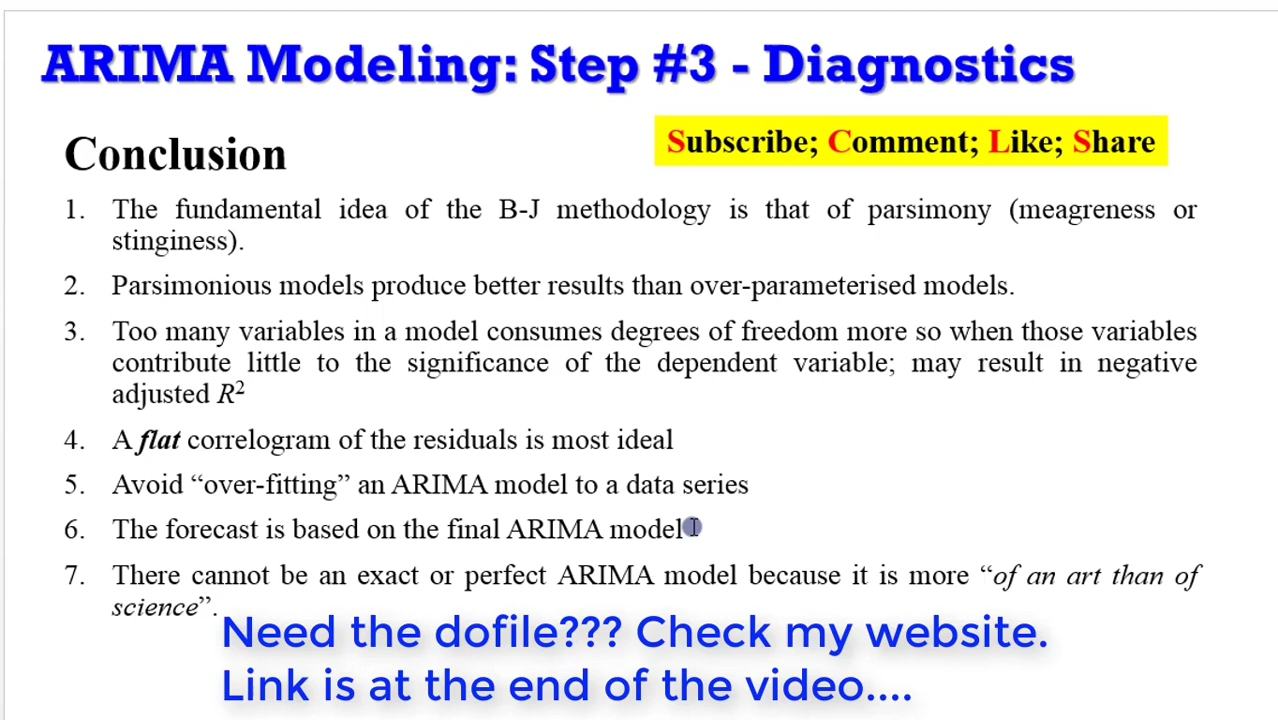 ARIMA Modeling: Step #3 - Diagnostics
Conclusion
Subscribe; Comment; Like; Share
1. The fundamental idea of the B-J methodology is that of parsimony (meagreness or
stinginess).
2. Parsimonious models produce better results than over-parameterised models.
3. Too many variables in a model consumes degrees of freedom more so when those variables
contribute little to the significance of the dependent variable; may result in negative
adjusted R²
4. A flat correlogram of the residuals is most ideal
5. Avoid “over-fitting” an ARIMA model to a data series
6. The forecast is based on the final ARIMA model
7. There cannot be an exact or perfect ARIMA model because it is more “of an art than of
science”.
Need the dofile??? Check my website.
Link is at the end of the video....